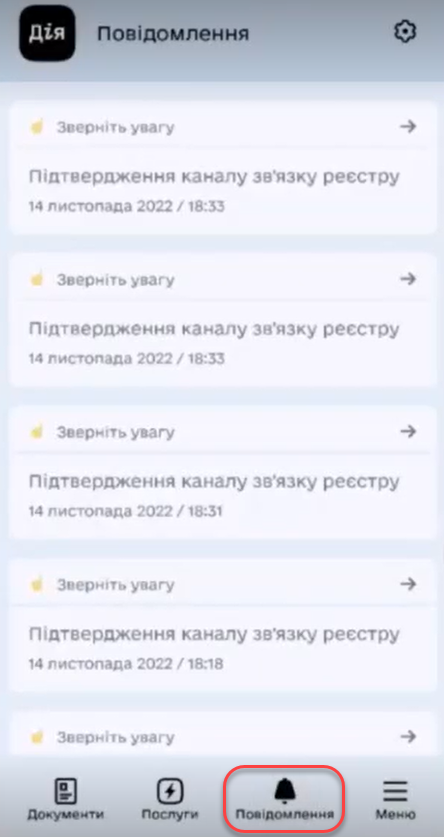 Дія
Повідомлення
Зверніть увагу
Підтвердження каналу зв'язку реєстру
14 листопада 2022 / 18:33
Зверніть увагу
Підтвердження каналу зв'язку реєстру
14 листопада 2022 / 18:33
Зверніть увагу
Підтвердження каналу зв'язку реєстру
14 листопада 2022 / 18:31
Зверніть увагу
Підтвердження каналу зв'язку реєстру
14 листопада 2022 / 18:18
Зверніть увагу
Документи Послуги Повідомлення Меню